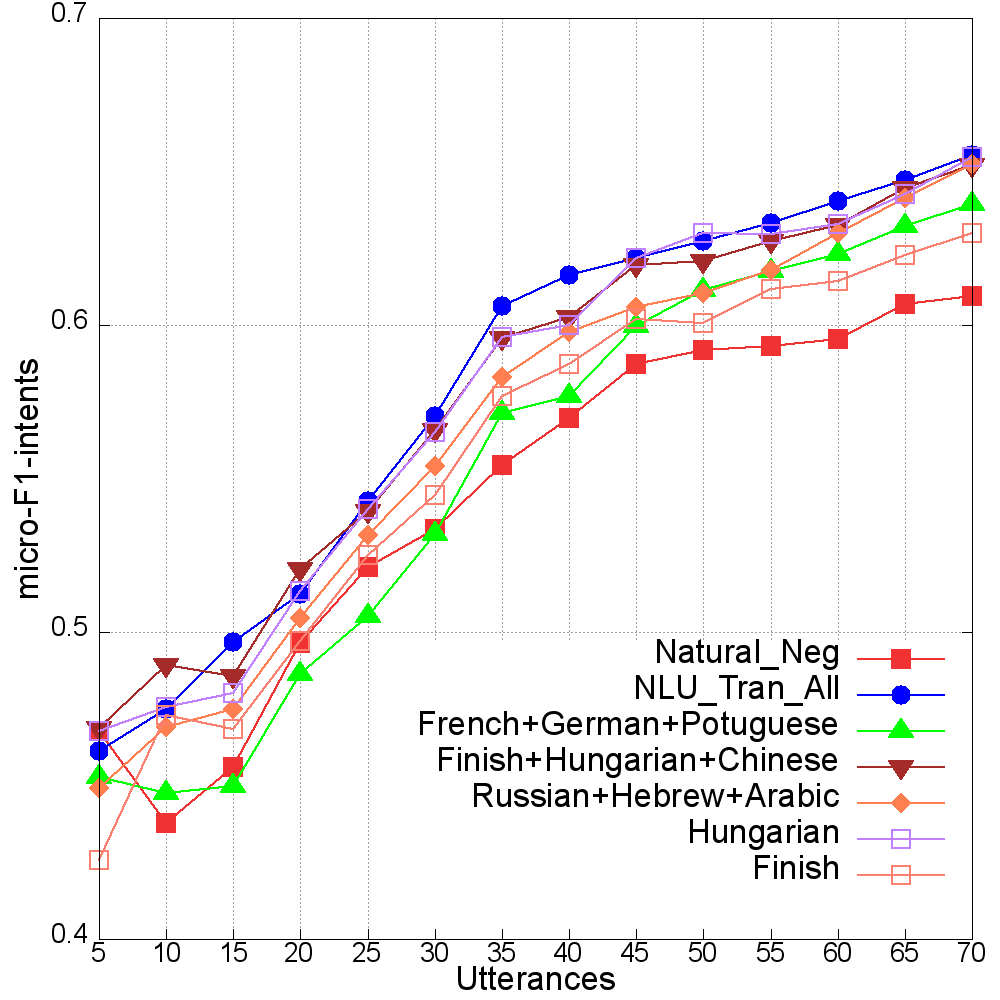 0.7
0.6
0.5
0.4
micro-F1-intents
Natural_Neg
NLU_Tran_All
French+German+Potuguese
Finish+Hungarian+Chinese
Russian+Hebrew+Arabic
Hungarian
Finish
5 10 15 20 25 30 35 40 45 50 55 60 65 70
Utterances